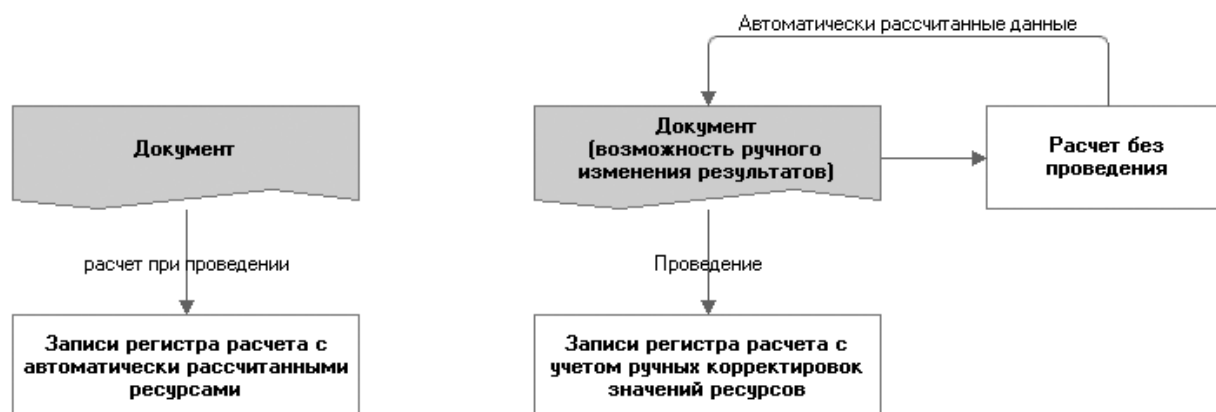 Автоматически рассчитанные данные
Документ
Документ
(возможность ручного
изменения результатов)
Расчет без
проведения
расчет при проведении
Проведение
Записи регистра расчета с
автоматически рассчитанными
ресурсами
Записи регистра расчета с
учетом ручных корректировок
значений ресурсов